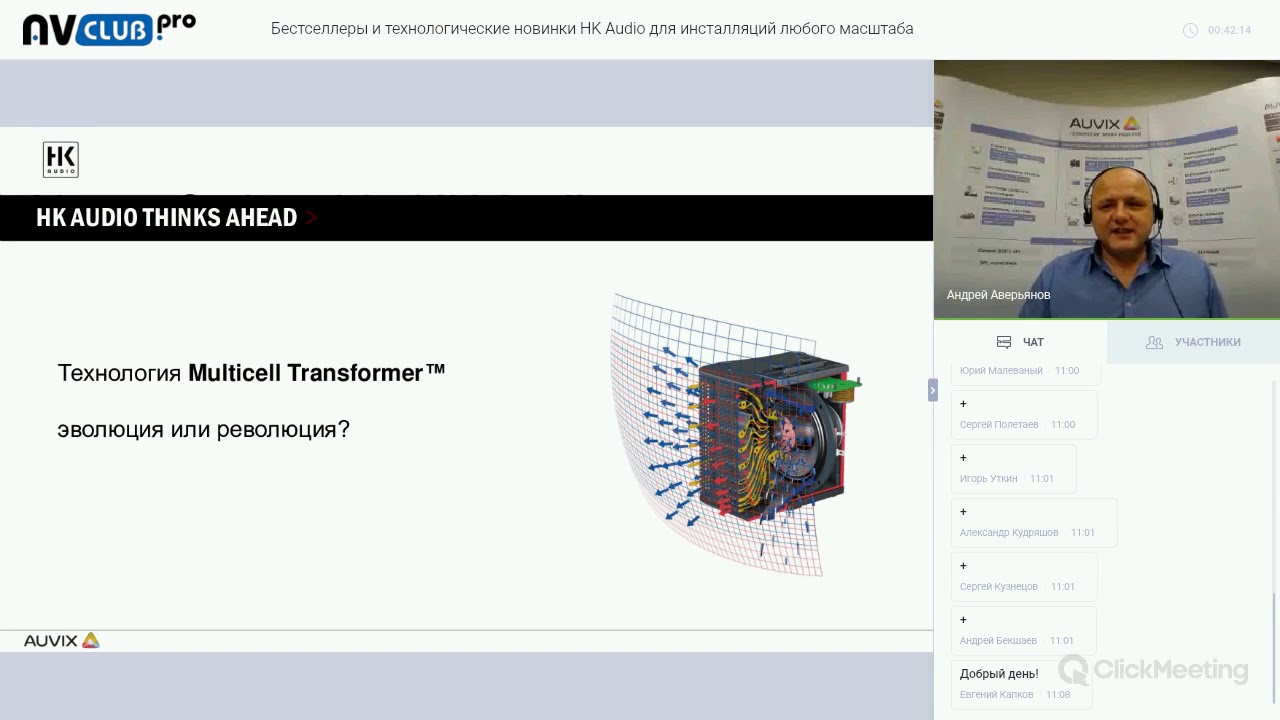 AVCLUB.pro
Бестселлеры и технологические новинки HK Audio для инсталляций любого масштаба
00:42:14
HK
AUDIO
HK AUDIO THINKS AHEAD >
Технология Multicell Transformer™
эволюция или революция?
AUVIX
AUVIX
Андрей Аверьянов
ЧАТ
УЧАСТНИКИ
Юрий Малеваный 11:00
+
Сергей Полетаев 11:00
+
Игорь Уткин 11:01
+
Александр Кудряшов 11:01
+
Сергей Кузнецов 11:01
+
Андрей Бекшаев 11:01
Добрый день!
Евгений Капков 11:08
ClickMeeting